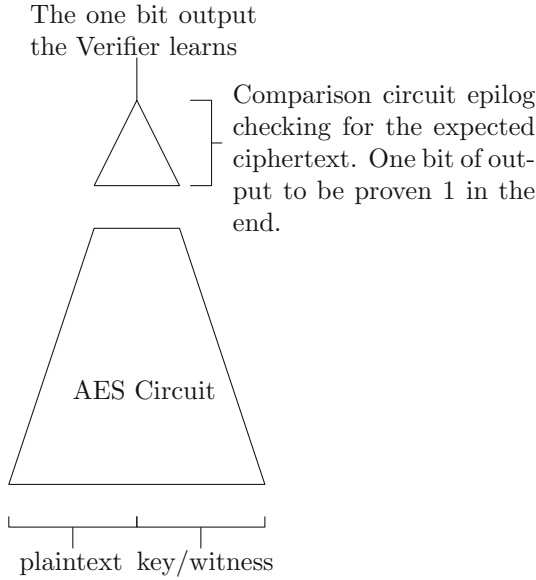 The one bit output
the Verifier learns
Comparison circuit epilog
checking for the expected
ciphertext. One bit of out-
put to be proven 1 in the
end.
AES Circuit
plaintext key/witness